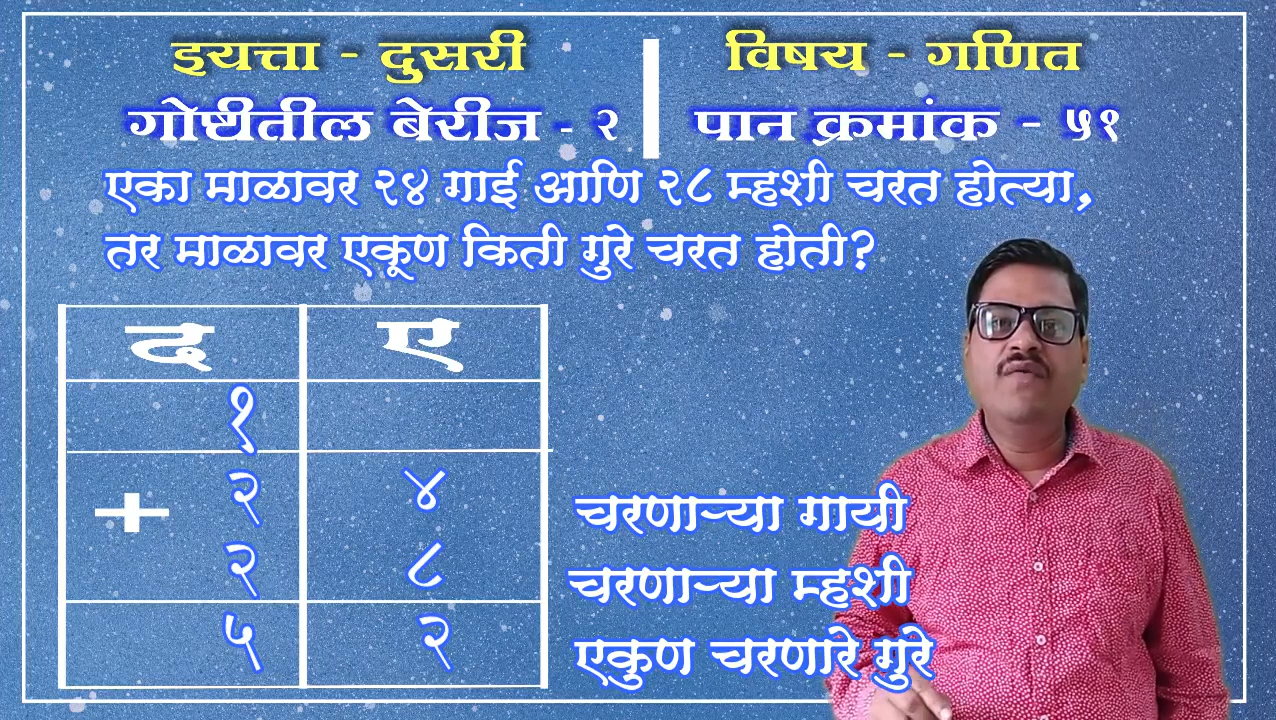 इयत्ता - दुसरी
विषय - गणित
गोष्टीतील बेरीज - २
पान क्रमांक - ५१
एका माळावर २४ गाई आणि २८ म्हशी चरत होत्या,
तर माळावर एकूण किती गुरे चरत होती?
द ए
१
+ २ ४ चरणाऱ्या गायी
२ ८ चरणाऱ्या म्हशी
५ २ एकुण चरणारे गुरे